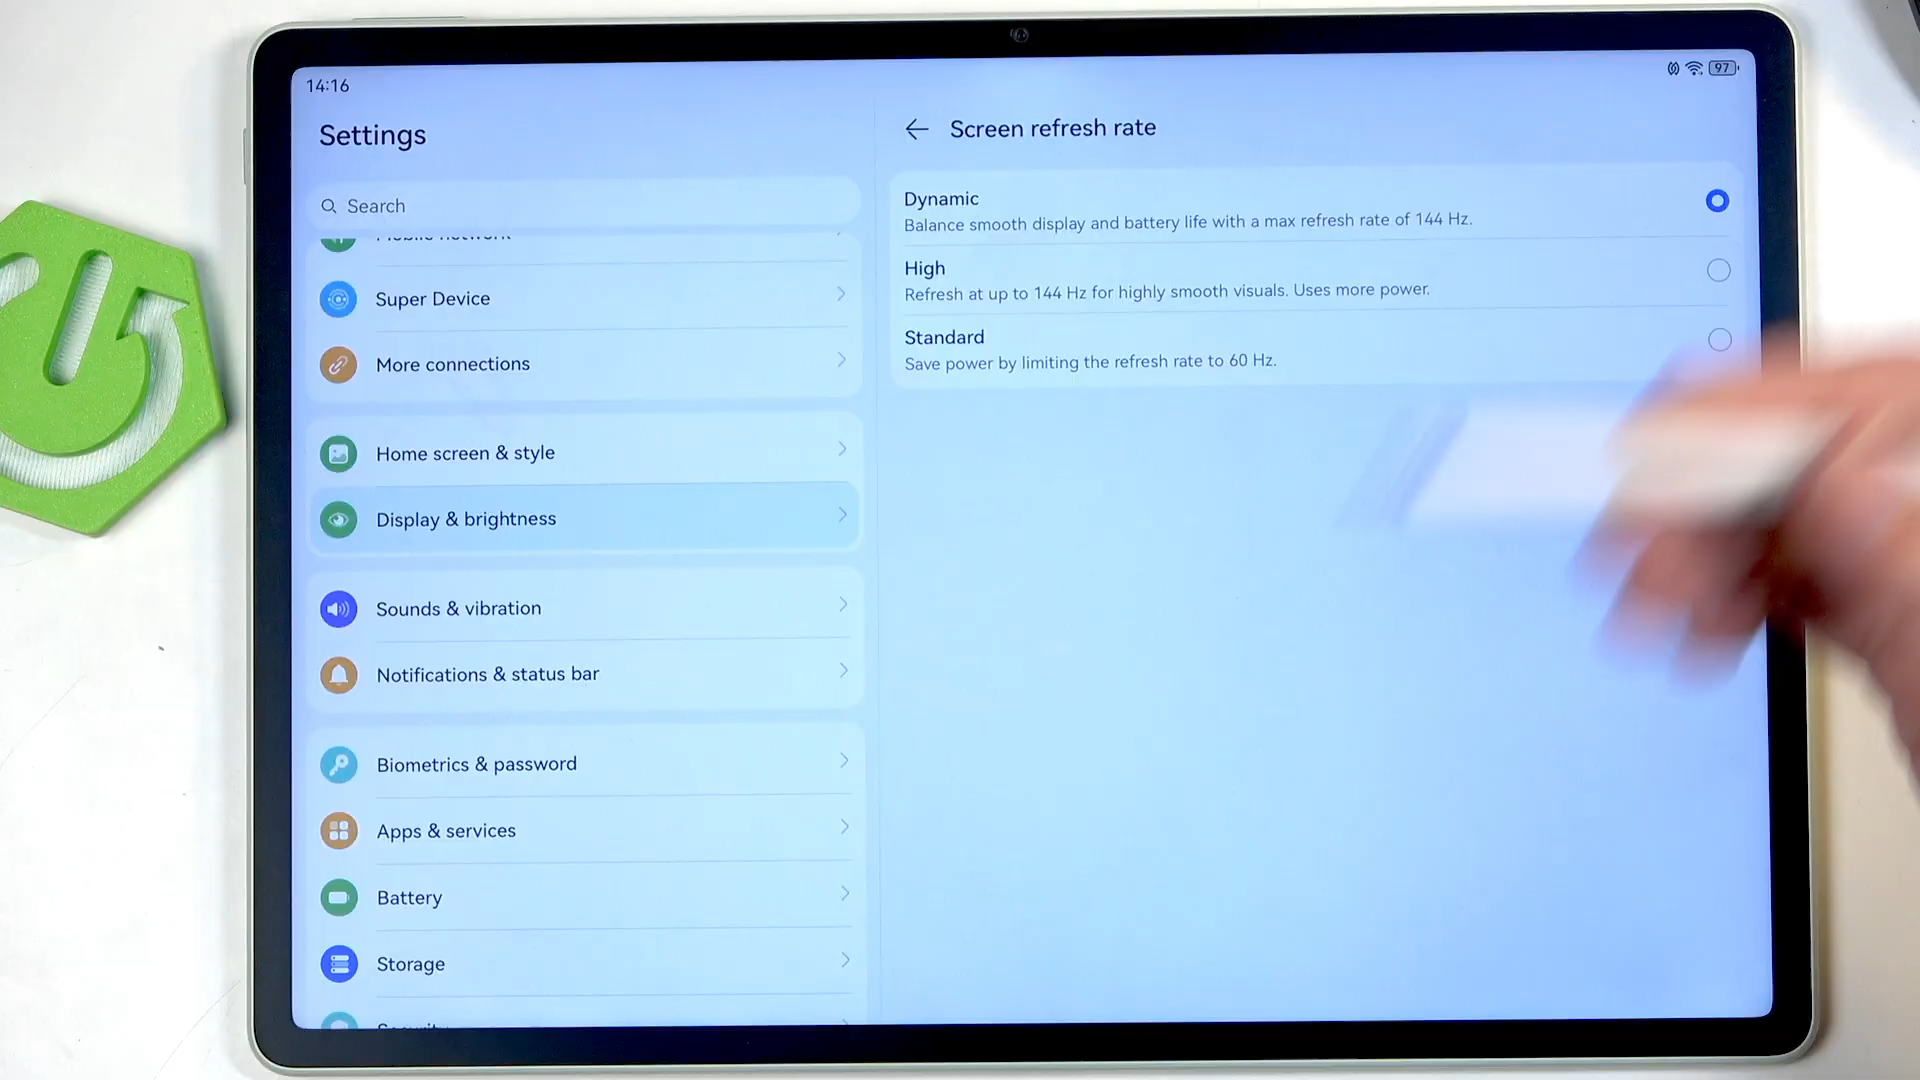 14:16
97
Settings
Search
Super Device
More connections
Home screen & style
Display & brightness
Sounds & vibration
Notifications & status bar
Biometrics & password
Apps & services
Battery
Storage
Screen refresh rate
Dynamic
Balance smooth display and battery life with a max refresh rate of 144 Hz.
High
Refresh at up to 144 Hz for highly smooth visuals. Uses more power.
Standard
Save power by limiting the refresh rate to 60 Hz.